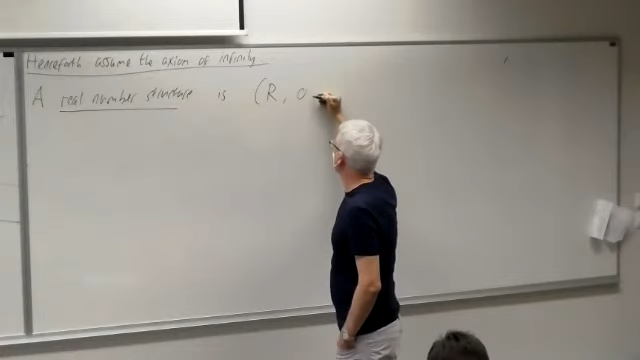 Henceforth assume the axiom of infinity
A real number structure is (R, 0